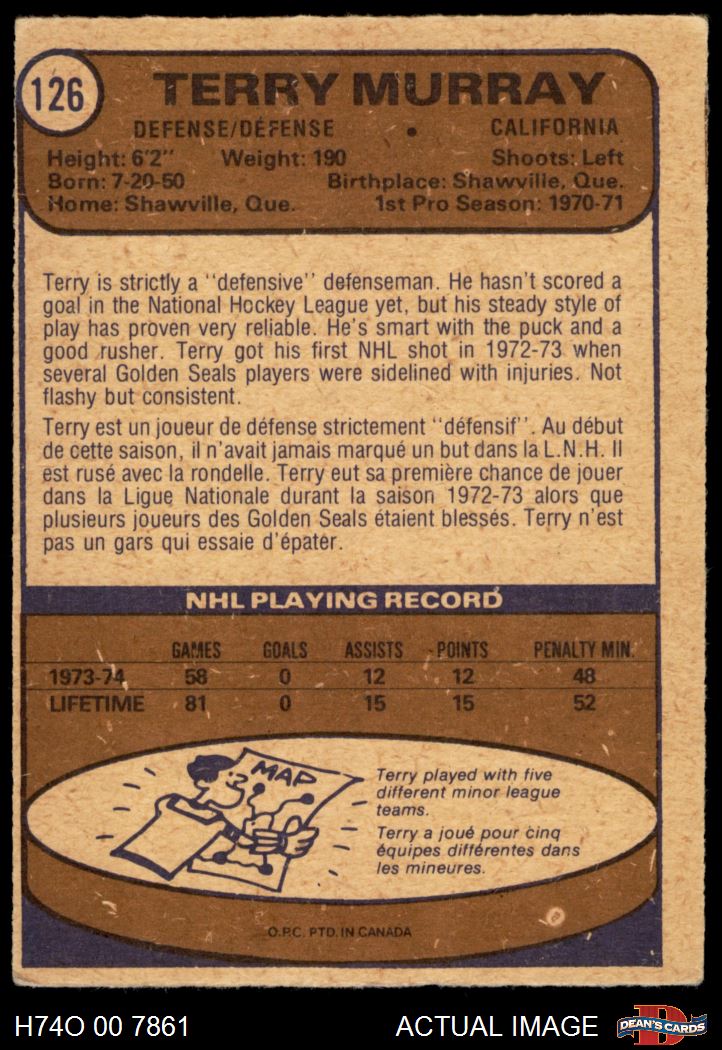 126
TERRY MURRAY
DEFENSE/DÉFENSE • CALIFORNIA
Height: 6'2" Weight: 190 Shoots: Left
Born: 7-20-50 Birthplace: Shawville, Que.
Home: Shawville, Que. 1st Pro Season: 1970-71
Terry is strictly a "defensive" defenseman. He hasn't scored a
goal in the National Hockey League yet, but his steady style of
play has proven very reliable. He's smart with the puck and a
good rusher. Terry got his first NHL shot in 1972-73 when
several Golden Seals players were sidelined with injuries. Not
flashy but consistent.
Terry est un joueur de défense strictement "défensif". Au début
de cette saison, il n'avait jamais marqué un but dans la L.N.H. Il
est rusé avec la rondelle. Terry eut sa première chance de jouer
dans la Ligue Nationale durant la saison 1972-73 alors que
plusieurs joueurs des Golden Seals étaient blessés. Terry n'est
pas un gars qui essaie d'épater.
NHL PLAYING RECORD
GAMES GOALS ASSISTS POINTS PENALTY MIN.
1973-74 58 0 12 12 48
LIFETIME 81 0 15 15 52
MAP
Terry played with five
different minor league
teams.
Terry a joué pour cinq
équipes différentes dans
les mineures.
O.P.C. PTD. IN CANADA
H74O 00 7861 ACTUAL IMAGE D DEAN'S CARDS